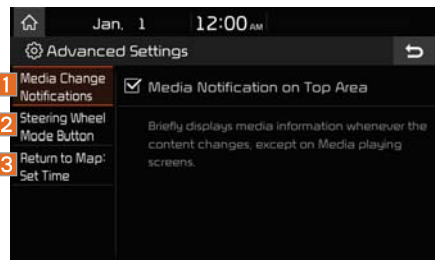 Jan. 1 12:00 AM
Advanced Settings
1 Media Change
Notifications
Media Notification on Top Area
2 Steering Wheel
Mode Button
Briefly displays media information whenever the
content changes, except on Media playing
screens.
3 Return to Map:
Set Time